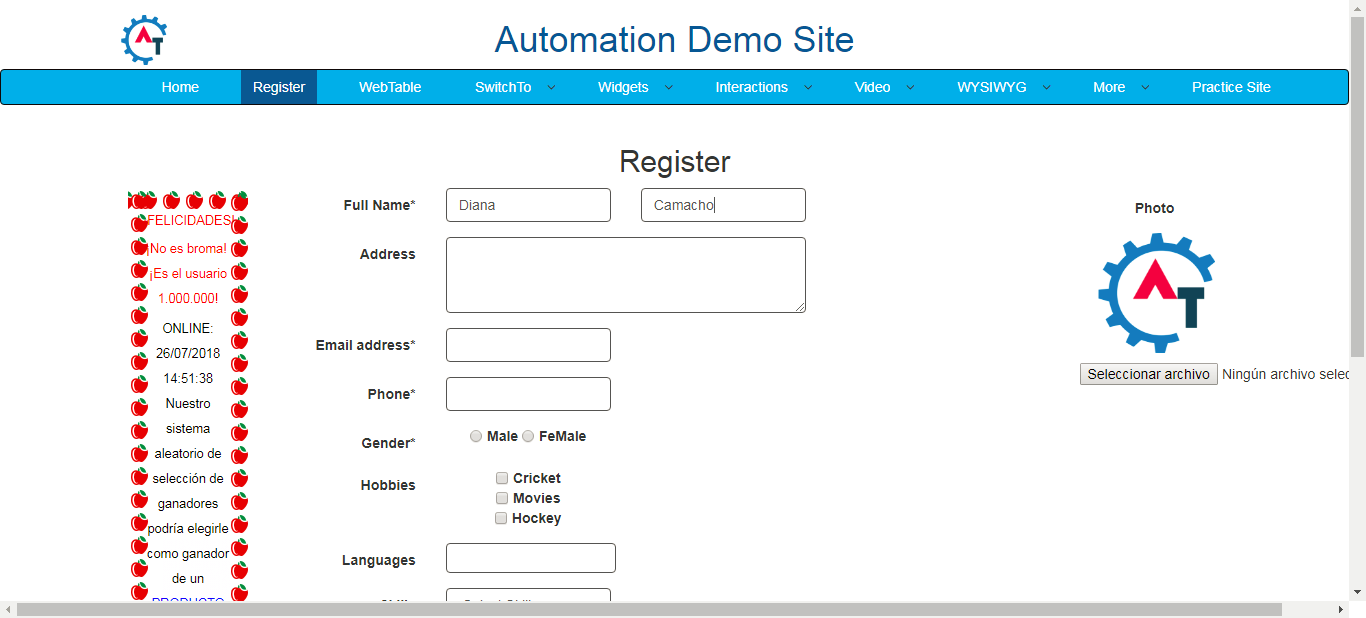 AT
Automation Demo Site
Home Register WebTable SwitchTo Widgets Interactions Video WYSIWYG More Practice Site
Register
Full Name* Diana Camacho
Address
Email address*
Phone*
Gender* Male FeMale
Hobbies Cricket
Movies
Hockey
Languages
Photo
AT
Seleccionar archivo Ningún archivo selec
FELICIDADES!
¡No es broma!
¡Es el usuario
1.000.000!
ONLINE:
26/07/2018
14:51:38
Nuestro
sistema
aleatorio de
selección de
ganadores
podría elegirle
como ganador
de un
PRODUCTO